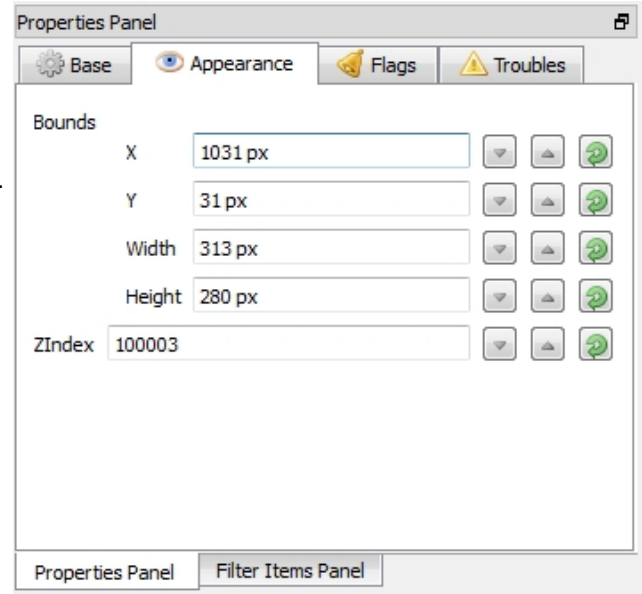 Properties Panel
Base Appearance Flags Troubles
Bounds
X 1031 px
Y 31 px
Width 313 px
Height 280 px
ZIndex 100003
Properties Panel Filter Items Panel